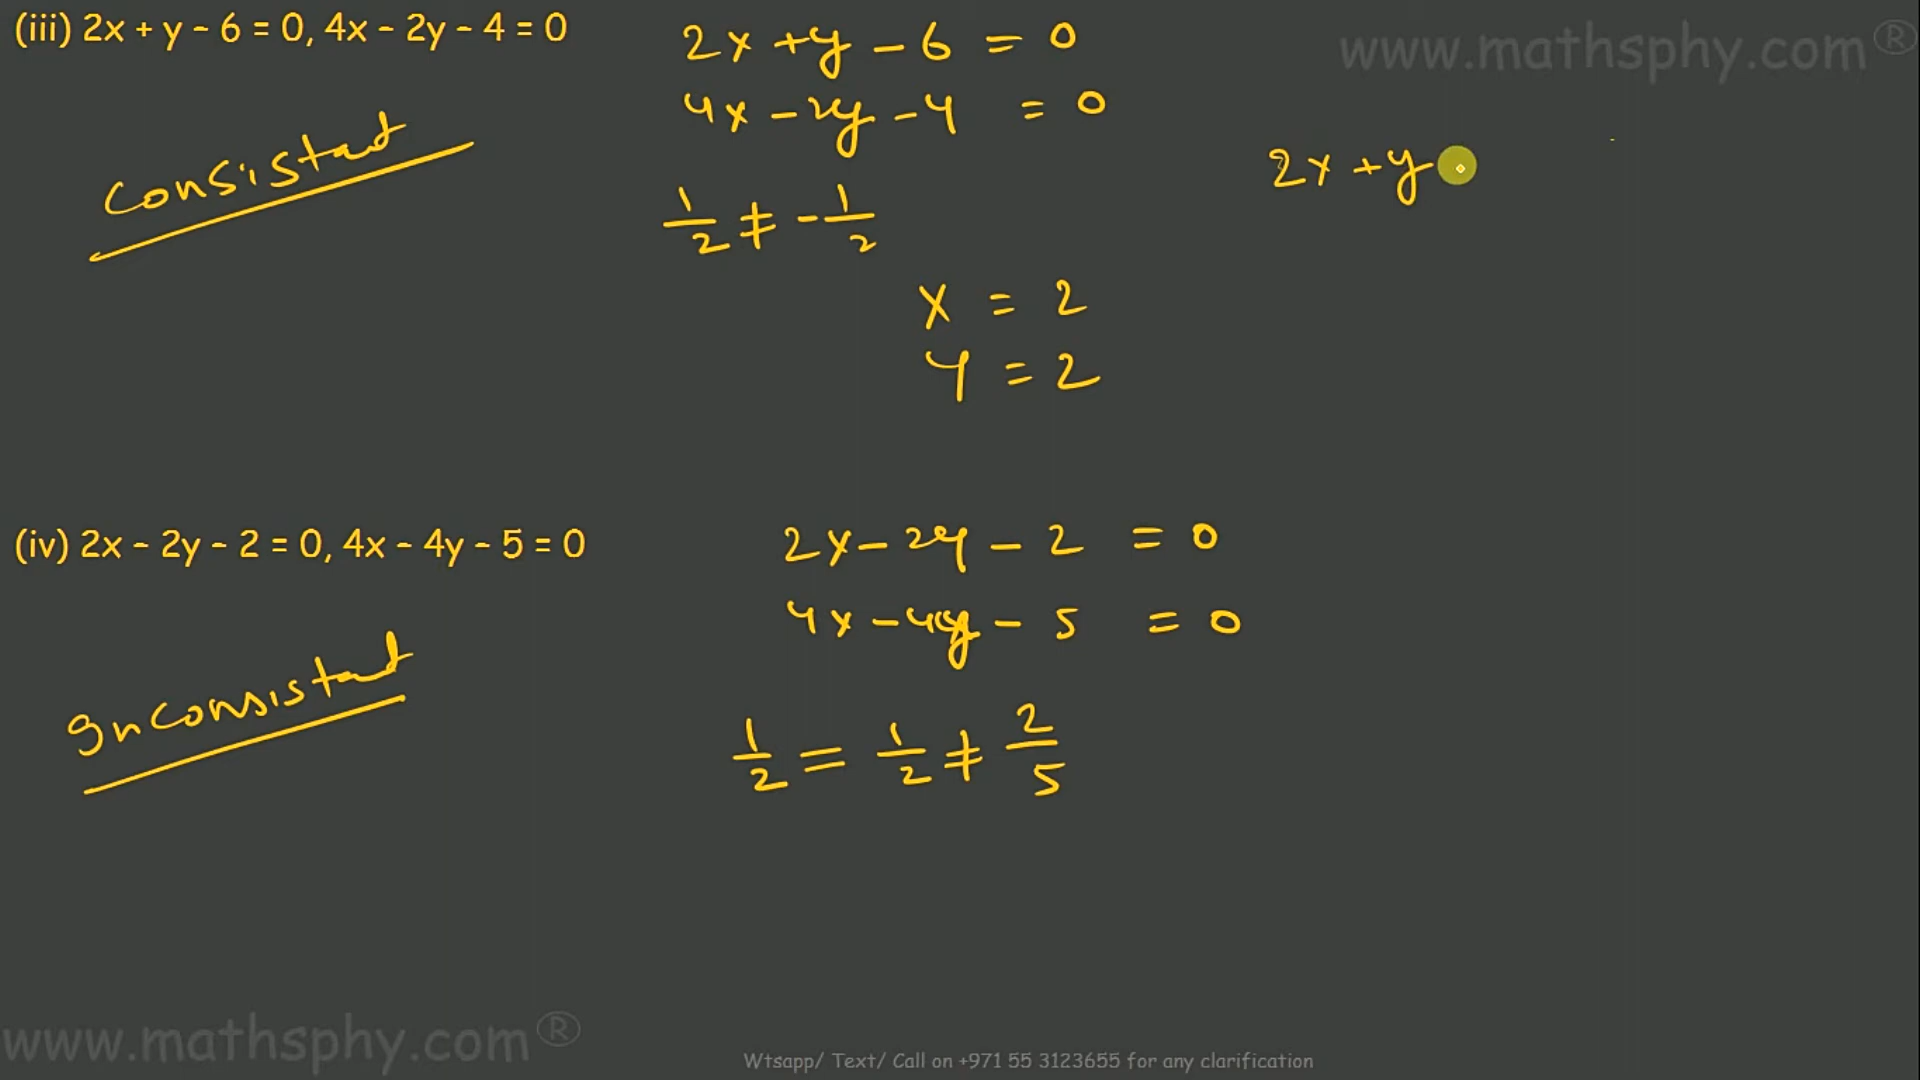 (iii) 2x + y - 6 = 0, 4x - 2y - 4 = 0
www.mathsphy.com®
2x + y - 6 = 0
4x - 2y - 4 = 0
consistant
2x + y
1/2 ≠ -1/2
x = 2
y = 2
(iv) 2x - 2y - 2 = 0, 4x - 4y - 5 = 0
2x - 2y - 2 = 0
4x - 4y - 5 = 0
Inconsistant
1/2 = 1/2 ≠ 2/5
www.mathsphy.com®
Wtsapp/ Text/ Call on +971 55 3123655 for any clarification